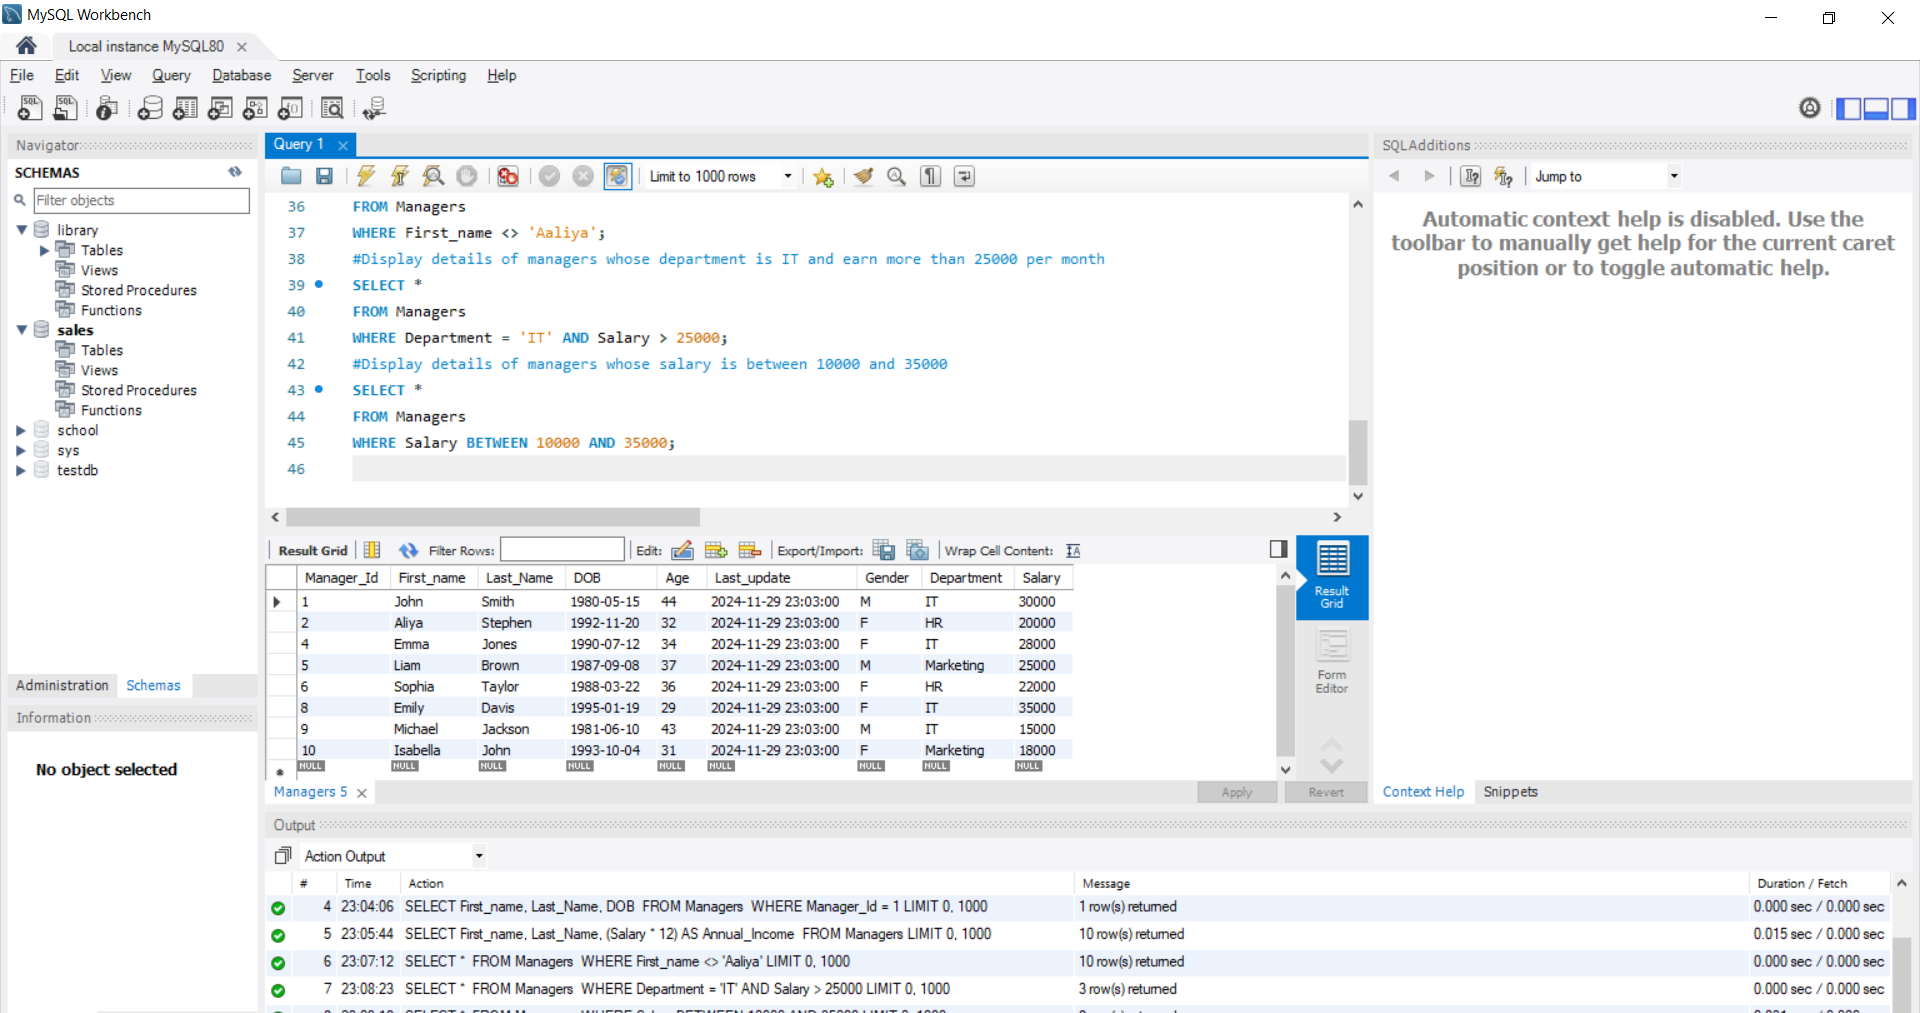 MySQL Workbench
Local instance MySQL80
File Edit View Query Database Server Tools Scripting Help
Navigator
SCHEMAS
Filter objects
library
Tables
Views
Stored Procedures
Functions
sales
Tables
Views
Stored Procedures
Functions
school
sys
testdb
Administration Schemas
Information
No object selected
Query 1
Limit to 1000 rows
36 FROM Managers
37 WHERE First_name <> 'Aaliya';
38 #Display details of managers whose department is IT and earn more than 25000 per month
39 SELECT *
40 FROM Managers
41 WHERE Department = 'IT' AND Salary > 25000;
42 #Display details of managers whose salary is between 10000 and 35000
43 SELECT *
44 FROM Managers
45 WHERE Salary BETWEEN 10000 AND 35000;
46
Result Grid Filter Rows: Edit: Export/Import: Wrap Cell Content:
Manager_Id First_name Last_Name DOB Age Last_update Gender Department Salary
1 John Smith 1980-05-15 44 2024-11-29 23:03:00 M IT 30000
2 Aliya Stephen 1992-11-20 32 2024-11-29 23:03:00 F HR 20000
4 Emma Jones 1990-07-12 34 2024-11-29 23:03:00 F IT 28000
5 Liam Brown 1987-09-08 37 2024-11-29 23:03:00 M Marketing 25000
6 Sophia Taylor 1988-03-22 36 2024-11-29 23:03:00 F HR 22000
8 Emily Davis 1995-01-19 29 2024-11-29 23:03:00 F IT 35000
9 Michael Jackson 1981-06-10 43 2024-11-29 23:03:00 M IT 15000
10 Isabella John 1993-10-04 31 2024-11-29 23:03:00 F Marketing 18000
NULL NULL NULL NULL NULL NULL NULL NULL NULL
Result
Grid
Form
Editor
Managers 5
Apply Revert
SQLAdditions
Jump to
Automatic context help is disabled. Use the
toolbar to manually get help for the current caret
position or to toggle automatic help.
Context Help Snippets
Output
Action Output
# Time Action Message Duration / Fetch
4 23:04:06 SELECT First_name, Last_Name, DOB FROM Managers WHERE Manager_Id = 1 LIMIT 0, 1000 1 row(s) returned 0.000 sec / 0.000 sec
5 23:05:44 SELECT First_name, Last_Name, (Salary * 12) AS Annual_Income FROM Managers LIMIT 0, 1000 10 row(s) returned 0.015 sec / 0.000 sec
6 23:07:12 SELECT * FROM Managers WHERE First_name <> 'Aaliya' LIMIT 0, 1000 10 row(s) returned 0.000 sec / 0.000 sec
7 23:08:23 SELECT * FROM Managers WHERE Department = 'IT' AND Salary > 25000 LIMIT 0, 1000 3 row(s) returned 0.000 sec / 0.000 sec